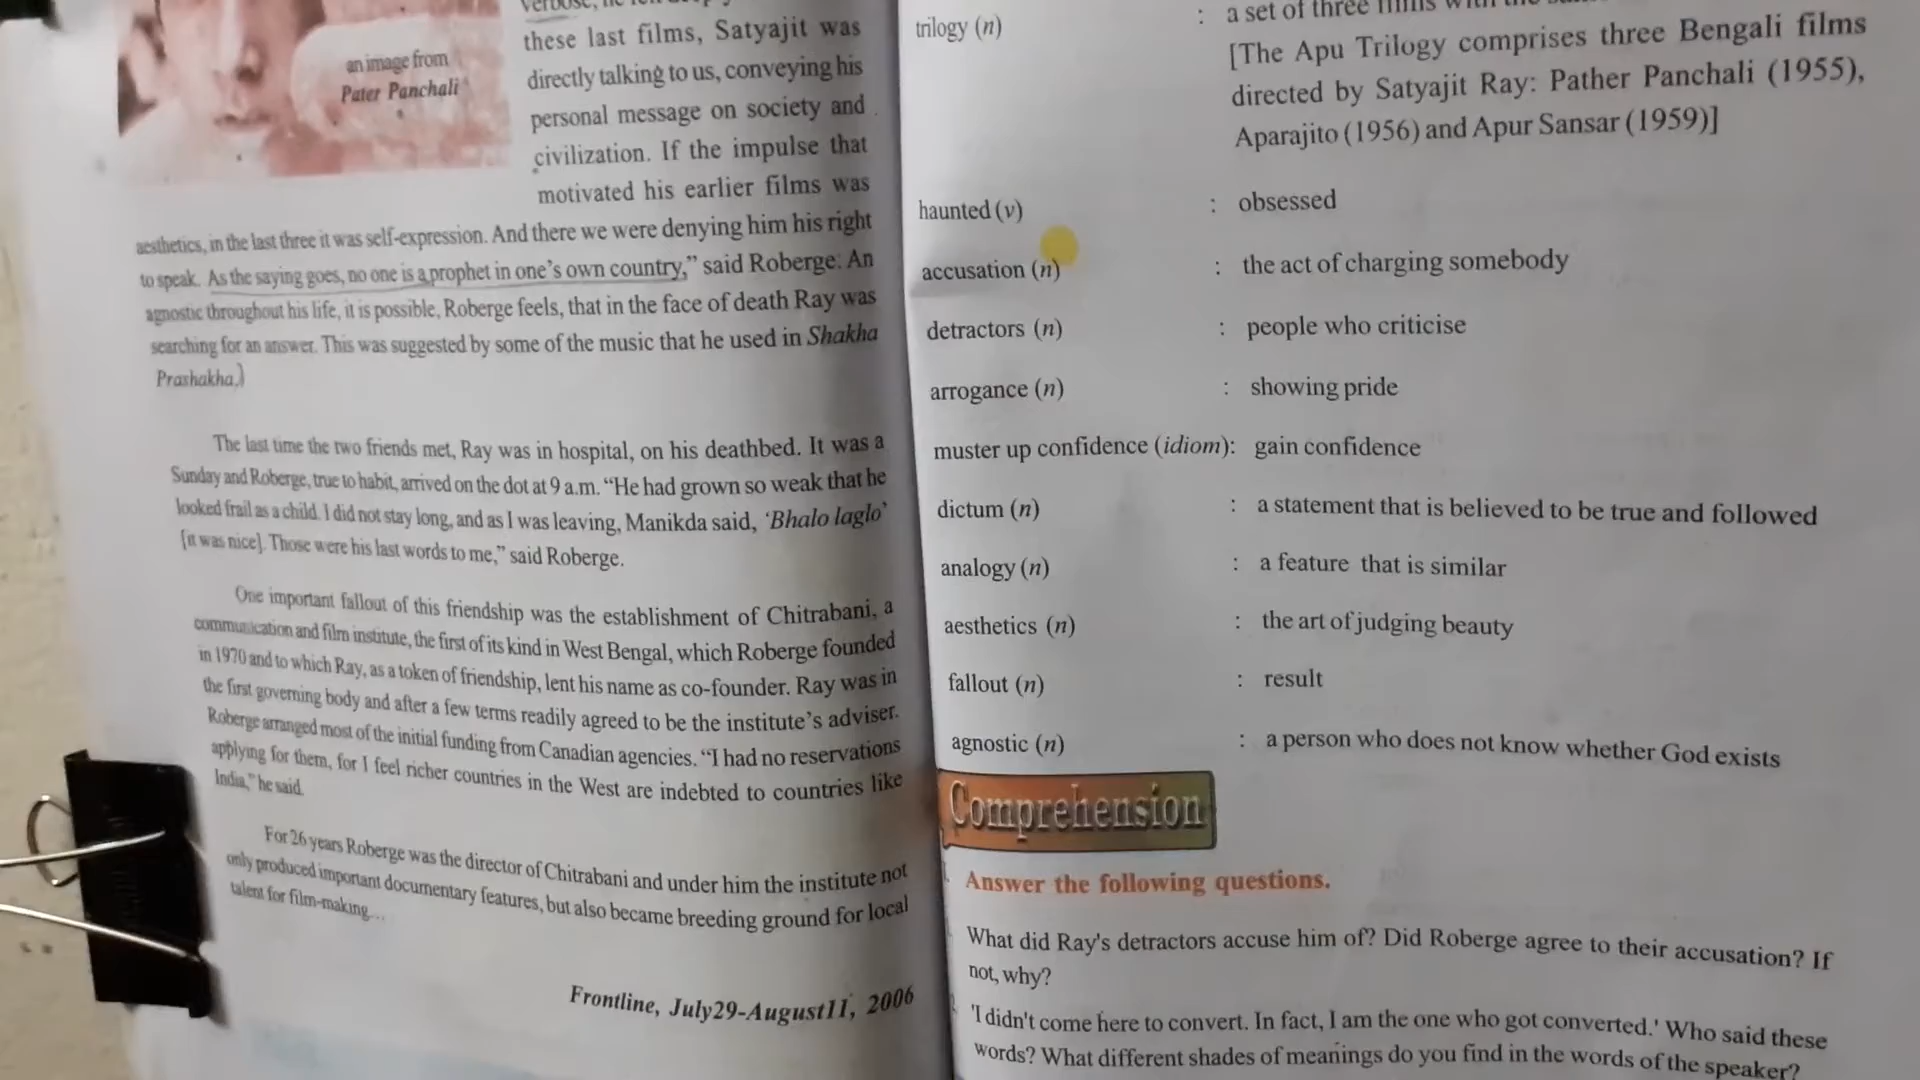 an image from
Pater Panchali
these last films, Satyajit was
directly talking to us, conveying his
personal message on society and
civilization. If the impulse that
motivated his earlier films was
aesthetics, in the last three it was self-expression. And there we were denying him his right
to speak. As the saying goes, no one is a prophet in one's own country," said Roberge. An
agnostic throughout his life, it is possible, Roberge feels, that in the face of death Ray was
searching for an answer. This was suggested by some of the music that he used in Shakha
Prashakha.)
The last time the two friends met, Ray was in hospital, on his deathbed. It was a
Sunday and Roberge, true to habit, arrived on the dot at 9 a.m. "He had grown so weak that he
looked frail as a child. I did not stay long, and as I was leaving, Manikda said, 'Bhalo laglo'
[it was nice]. Those were his last words to me," said Roberge.
One important fallout of this friendship was the establishment of Chitrabani, a
communication and film institute, the first of its kind in West Bengal, which Roberge founded
in 1970 and to which Ray, as a token of friendship, lent his name as co-founder. Ray was in
the first governing body and after a few terms readily agreed to be the institute's adviser.
Roberge arranged most of the initial funding from Canadian agencies. "I had no reservations
applying for them, for I feel richer countries in the West are indebted to countries like
India," he said.
For 26 years Roberge was the director of Chitrabani and under him the institute not
only produced important documentary features, but also became breeding ground for local
talent for film-making...
Frontline, July29-August11, 2006
trilogy (n) : a set of three films with the
[The Apu Trilogy comprises three Bengali films
directed by Satyajit Ray: Pather Panchali (1955),
Aparajito (1956) and Apur Sansar (1959)]
haunted (v) : obsessed
accusation (n) : the act of charging somebody
detractors (n) : people who criticise
arrogance (n) : showing pride
muster up confidence (idiom): gain confidence
dictum (n) : a statement that is believed to be true and followed
analogy (n) : a feature that is similar
aesthetics (n) : the art of judging beauty
fallout (n) : result
agnostic (n) : a person who does not know whether God exists
Comprehension
Answer the following questions.
What did Ray's detractors accuse him of? Did Roberge agree to their accusation? If
not, why?
'I didn't come here to convert. In fact, I am the one who got converted.' Who said these
words? What different shades of meanings do you find in the words of the speaker?